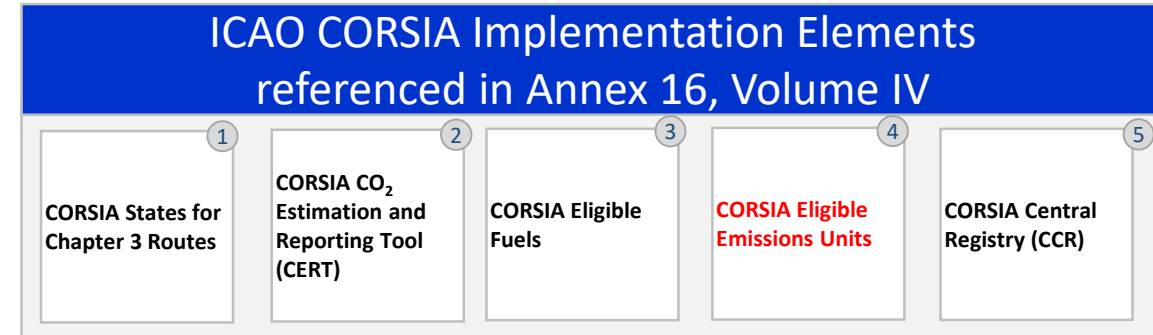 ICAO CORSIA Implementation Elements
referenced in Annex 16, Volume IV
1
CORSIA States for
Chapter 3 Routes
2
CORSIA CO₂
Estimation and
Reporting Tool
(CERT)
3
CORSIA Eligible
Fuels
4
CORSIA Eligible
Emissions Units
5
CORSIA Central
Registry (CCR)